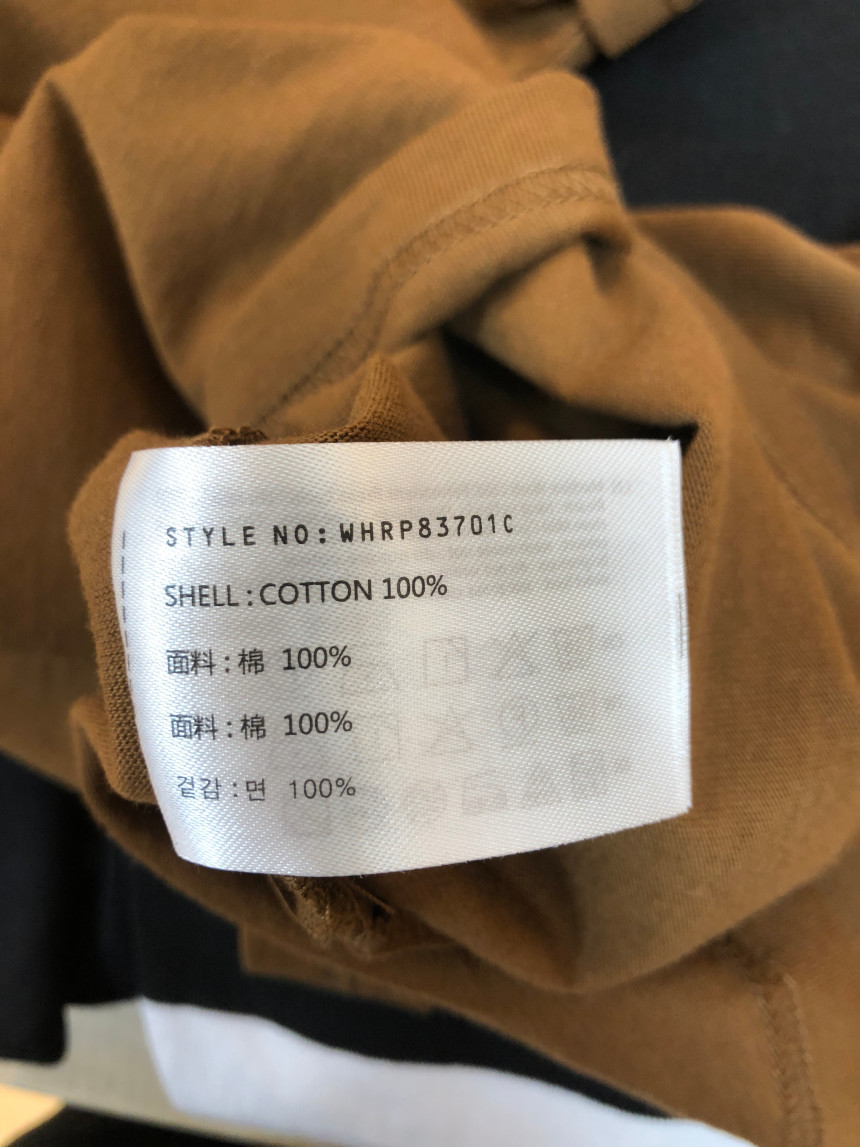 STYLE NO: WHRP83701C
SHELL : COTTON 100%
面料 : 棉 100%
面料 : 棉 100%
겉감 : 면 100%